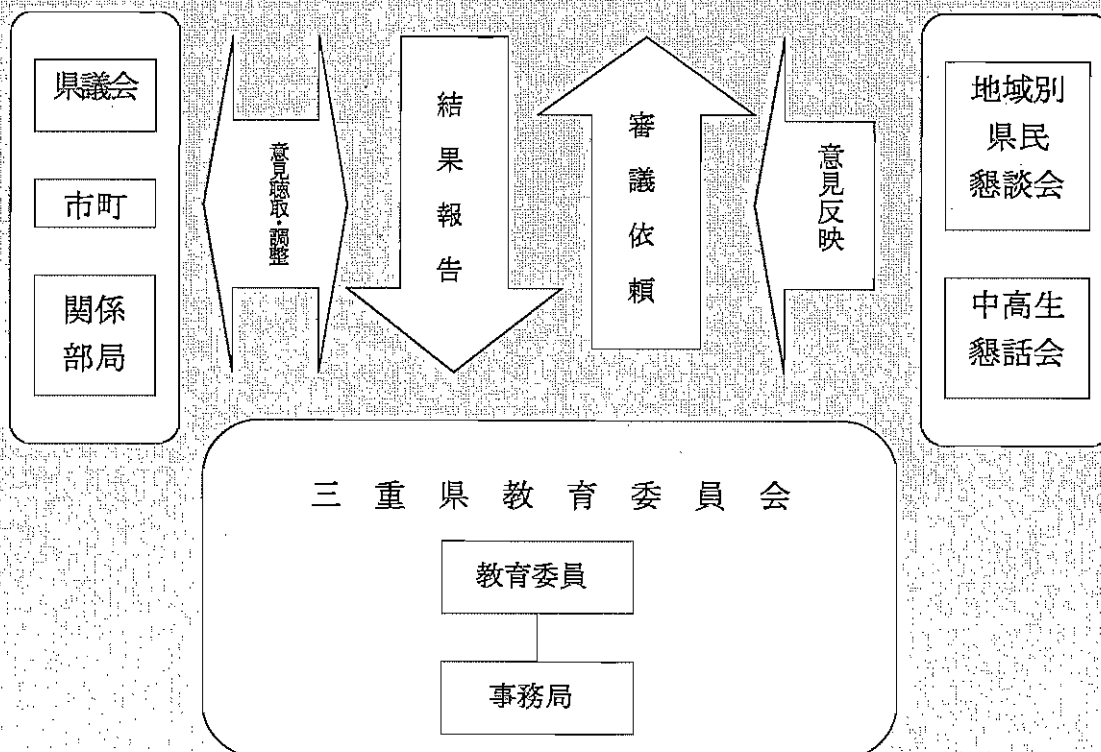 県議会
市町
関係
部局
意見聴取・調整
結果報告
審議依頼
意見反映
地域別
県民
懇談会
中高生
懇話会
三重県教育委員会
教育委員
事務局